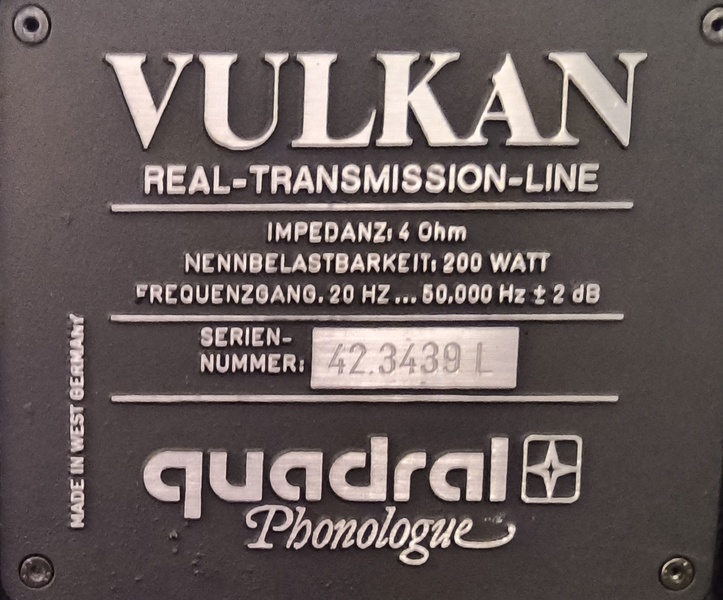 VULKAN
REAL-TRANSMISSION-LINE
IMPEDANZ: 4 Ohm
NENNBELASTBARKEIT: 200 WATT
FREQUENZGANG. 20 HZ ... 50.000 Hz ± 2 dB
SERIEN-
NUMMER: 42.3439 L
MADE IN WEST GERMANY
quadral
Phonologue